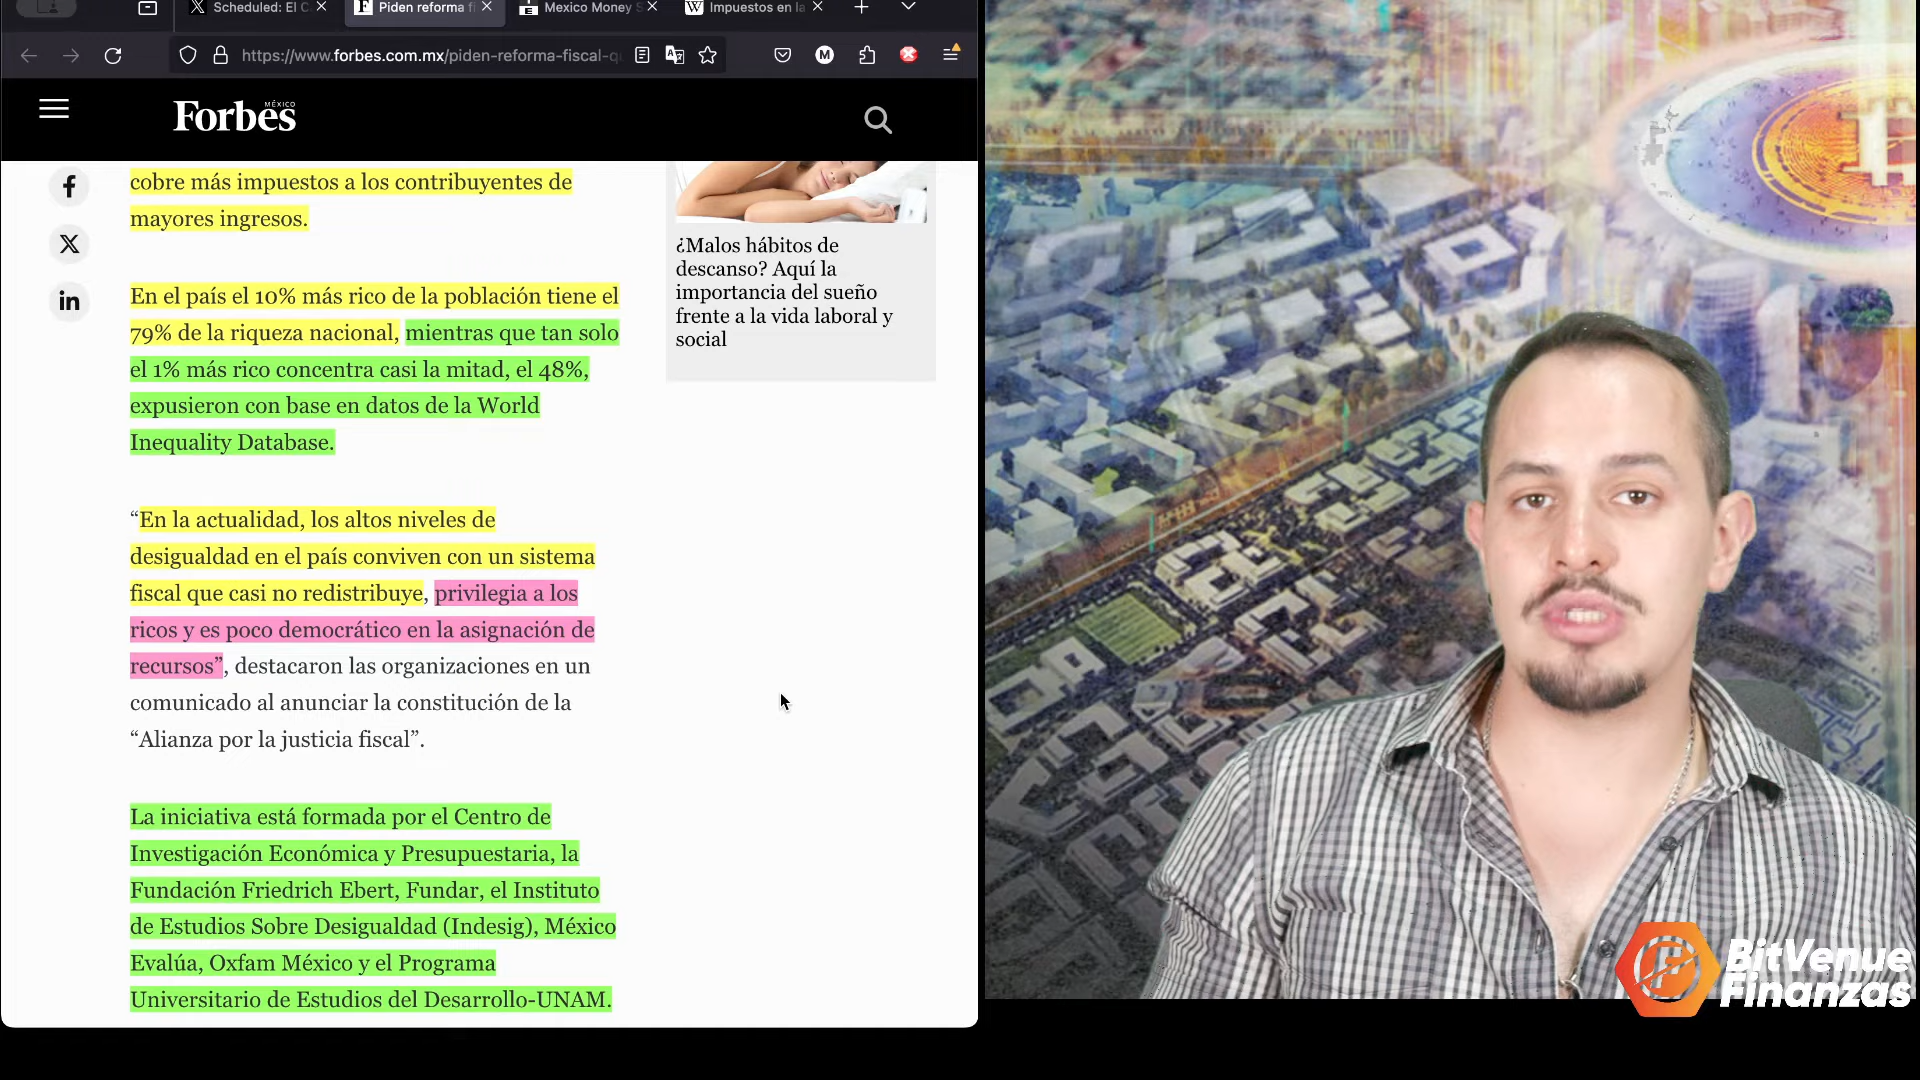 Scheduled: El C
Piden reforma fi
Mexico Money S
Impuestos en la
https://www.forbes.com.mx/piden-reforma-fiscal-qu
M
Forbes
MÉXICO
cobre más impuestos a los contribuyentes de
mayores ingresos.
En el país el 10% más rico de la población tiene el
79% de la riqueza nacional, mientras que tan solo
el 1% más rico concentra casi la mitad, el 48%,
expusieron con base en datos de la World
Inequality Database.
“En la actualidad, los altos niveles de
desigualdad en el país conviven con un sistema
fiscal que casi no redistribuye, privilegia a los
ricos y es poco democrático en la asignación de
recursos”, destacaron las organizaciones en un
comunicado al anunciar la constitución de la
“Alianza por la justicia fiscal”.
La iniciativa está formada por el Centro de
Investigación Económica y Presupuestaria, la
Fundación Friedrich Ebert, Fundar, el Instituto
de Estudios Sobre Desigualdad (Indesig), México
Evalúa, Oxfam México y el Programa
Universitario de Estudios del Desarrollo-UNAM.
¿Malos hábitos de
descanso? Aquí la
importancia del sueño
frente a la vida laboral y
social
BitVenue
Finanzas